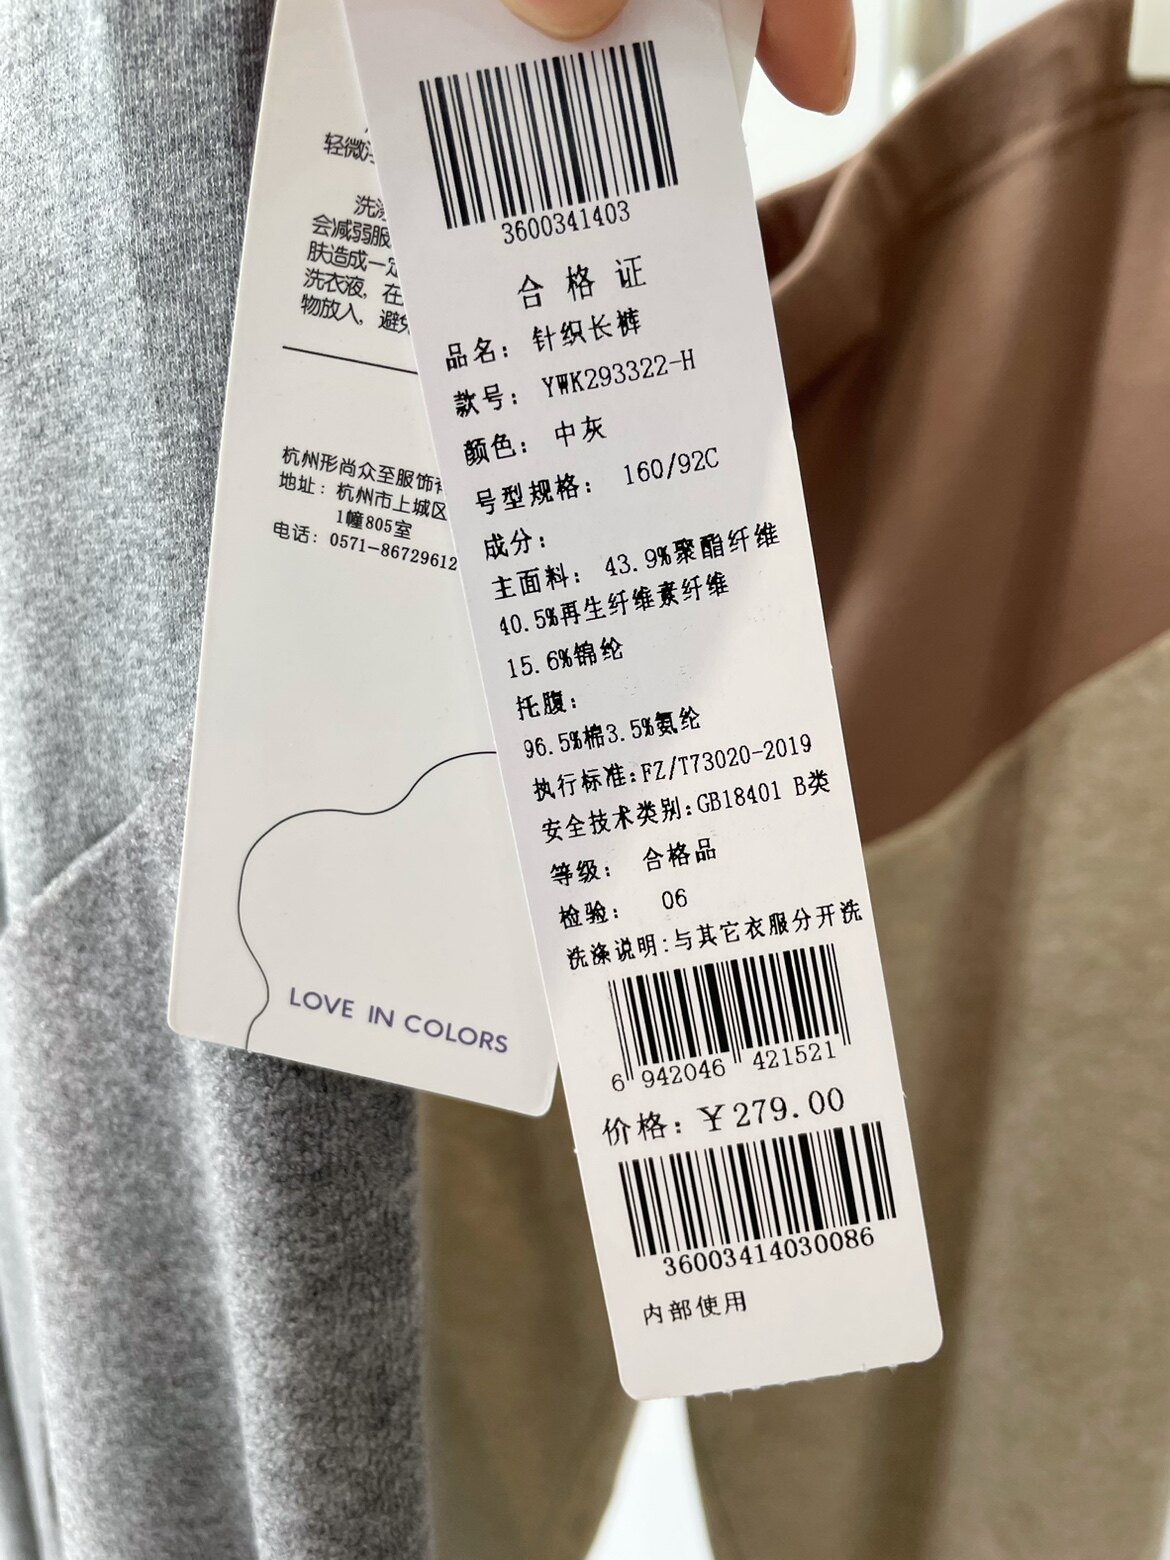 轻微
洗涤
会减弱服
肤造成一定
洗衣液，在
物放入，避免
杭州形尚众至服饰有
地址：杭州市上城区
1幢805室
电话：0571-86729612
LOVE IN COLORS
3600341403
合格证
品名：针织长裤
款号：YWK293322-H
颜色：中灰
号型规格：160/92C
成分：
主面料：43.9%聚酯纤维
40.5%再生纤维素纤维
15.6%锦纶
托腹：
96.5%棉3.5%氨纶
执行标准:FZ/T73020-2019
安全技术类别:GB18401 B类
等级：合格品
检验：06
洗涤说明:与其它衣服分开洗
6 942046 421521
价格：￥279.00
36003414030086
内部使用